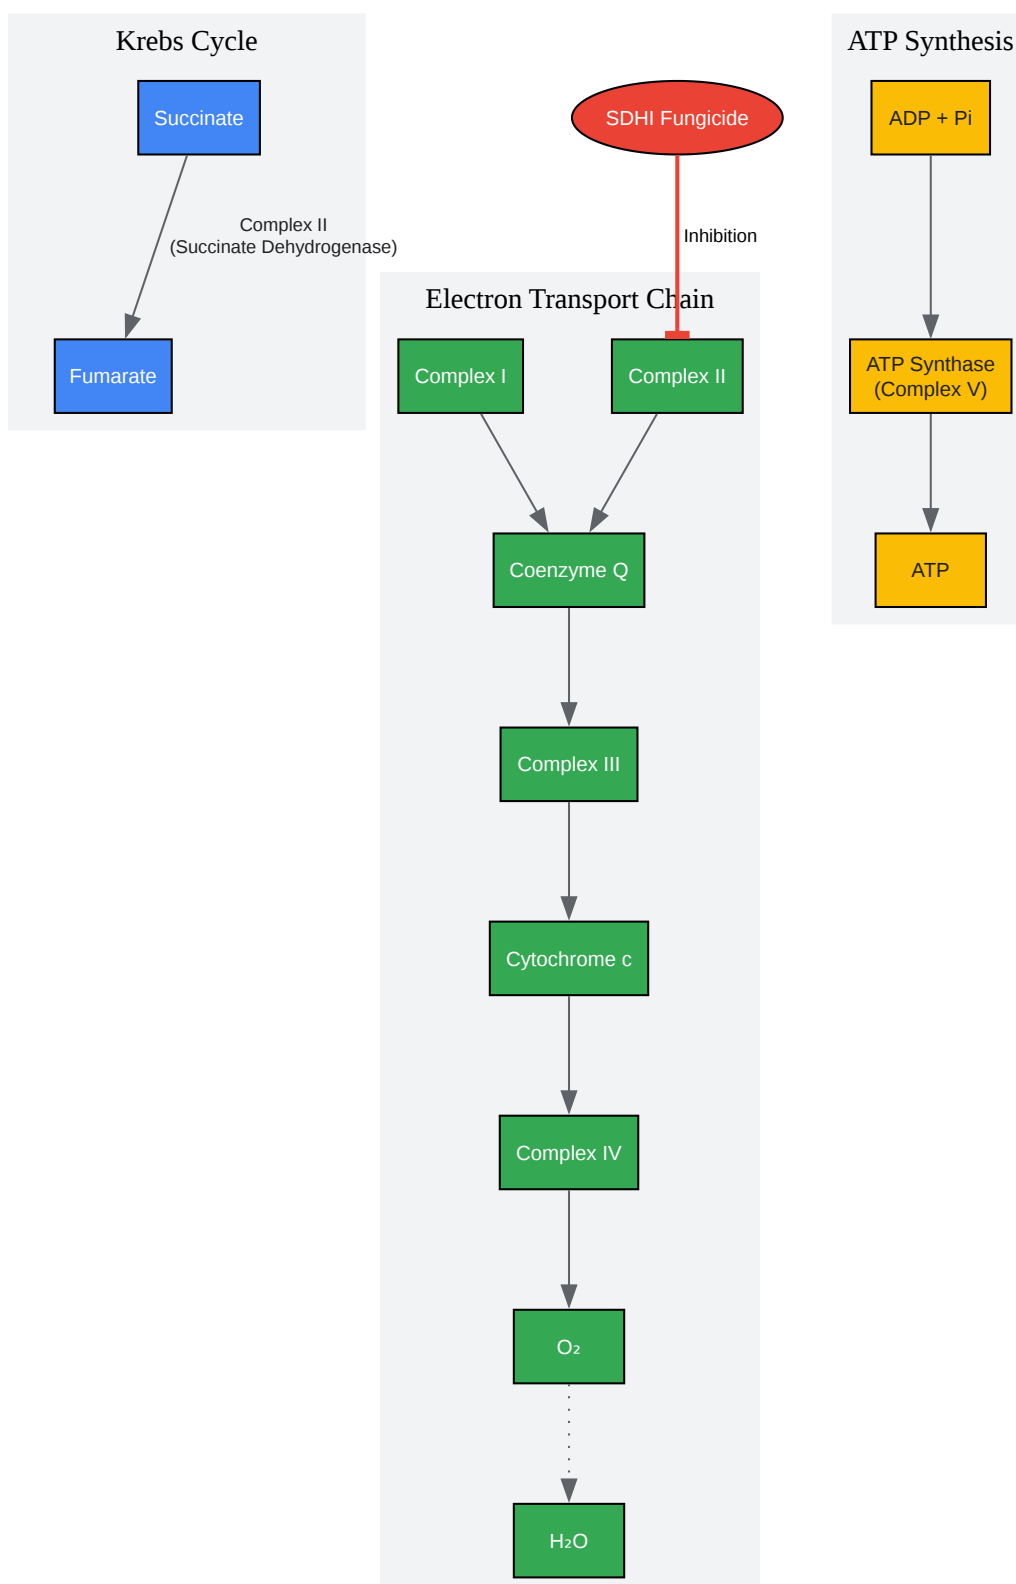 Krebs Cycle
Succinate
Complex II
(Succinate Dehydrogenase)
Fumarate
SDHI Fungicide
Inhibition
Electron Transport Chain
Complex I
Complex II
Coenzyme Q
Complex III
Cytochrome c
Complex IV
O₂
H₂O
ATP Synthesis
ADP + Pi
ATP Synthase
(Complex V)
ATP